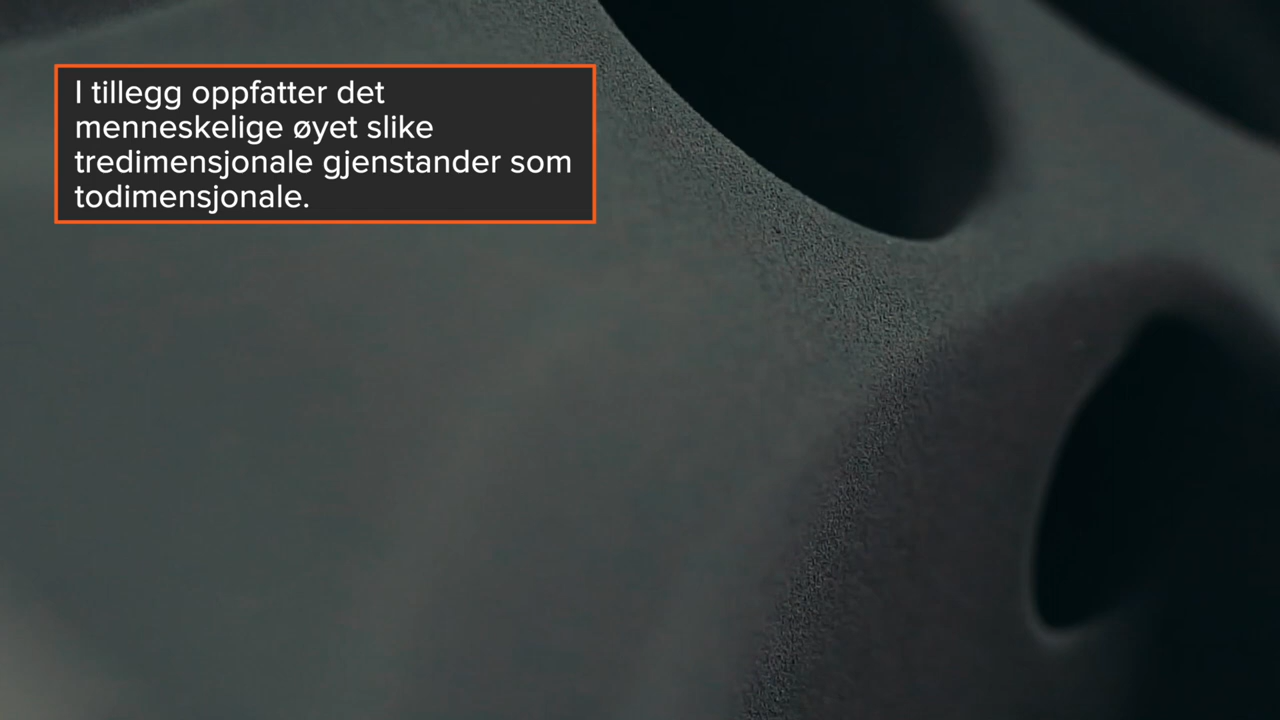 I tillegg oppfatter det
menneskelige øyet slike
tredimensjonale gjenstander som
todimensjonale.